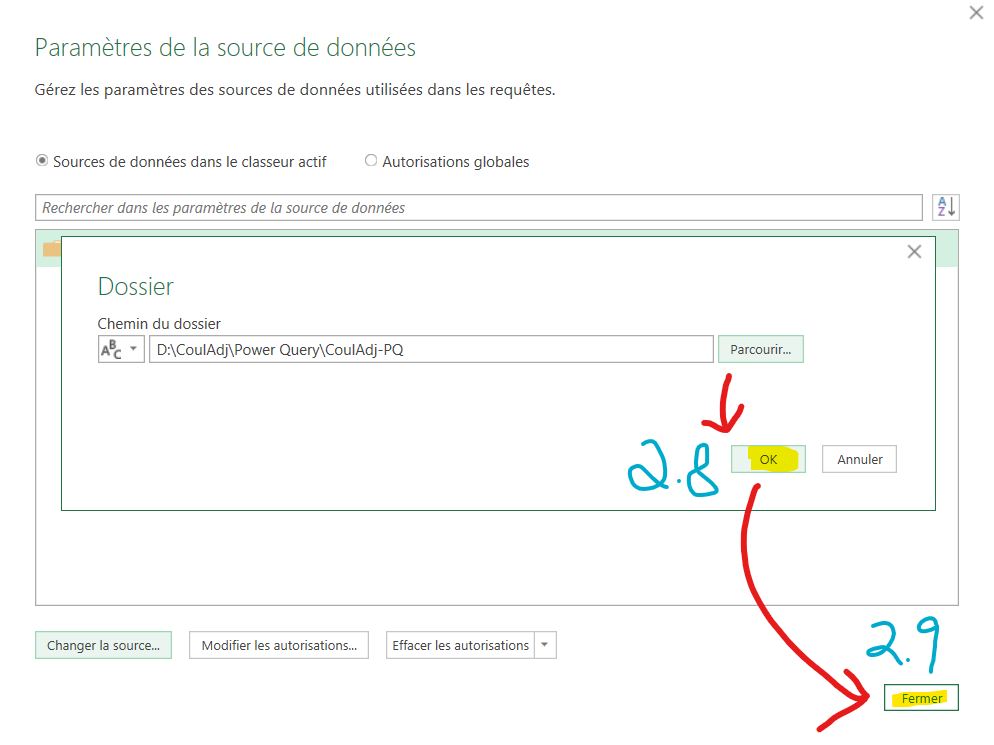 Paramètres de la source de données
Gérez les paramètres des sources de données utilisées dans les requêtes.
Sources de données dans le classeur actif Autorisations globales
Rechercher dans les paramètres de la source de données
A
Z
Dossier
Chemin du dossier
ABC D:\CoulAdj\Power Query\CoulAdj-PQ Parcourir...
2.8 OK Annuler
Changer la source... Modifier les autorisations... Effacer les autorisations
2.9
Fermer